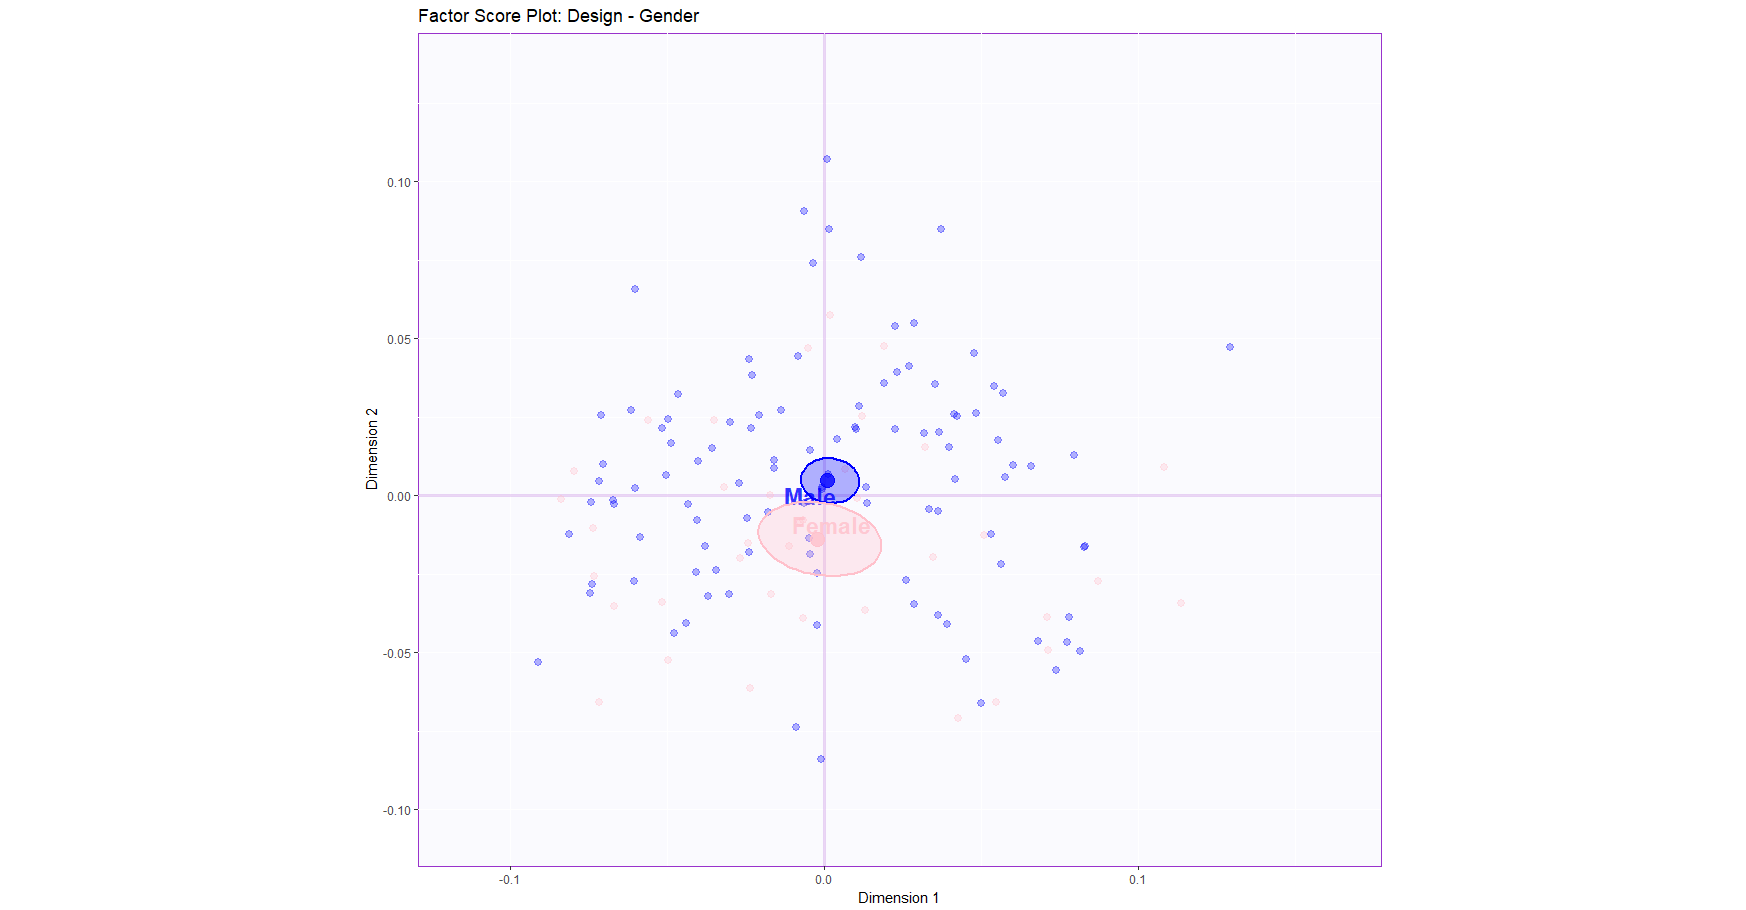 Factor Score Plot: Design - Gender
0.10
0.05
0.00
-0.05
-0.10
Dimension 2
Male
Female
-0.1
0.0
0.1
Dimension 1